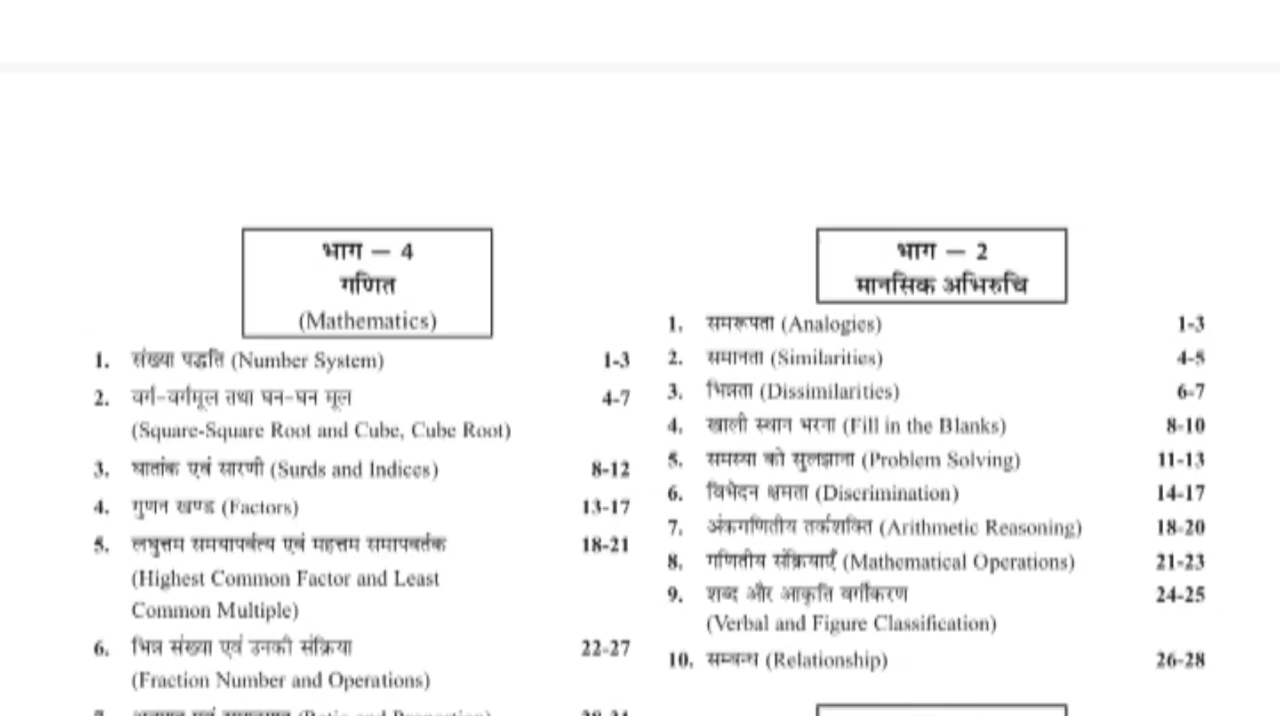 भाग – 4
गणित
(Mathematics)
1. संख्या पद्धति (Number System) 1-3
2. वर्ग-वर्गमूल तथा घन-घन मूल 4-7
(Square-Square Root and Cube, Cube Root)
3. घातांक एवं सारणी (Surds and Indices) 8-12
4. गुणन खण्ड (Factors) 13-17
5. लघुत्तम समयापर्वत्य एवं महत्तम समापवर्तक 18-21
(Highest Common Factor and Least
Common Multiple)
6. भिन्न संख्या एवं उनकी संक्रिया 22-27
(Fraction Number and Operations)
भाग – 2
मानसिक अभिरुचि
1. समरूपता (Analogies) 1-3
2. समानता (Similarities) 4-5
3. भिन्नता (Dissimilarities) 6-7
4. खाली स्थान भरना (Fill in the Blanks) 8-10
5. समस्या को सुलझाना (Problem Solving) 11-13
6. विभेदन क्षमता (Discrimination) 14-17
7. अंकगणितीय तर्कशक्ति (Arithmetic Reasoning) 18-20
8. गणितीय संक्रियाएँ (Mathematical Operations) 21-23
9. शब्द और आकृति वर्गीकरण 24-25
(Verbal and Figure Classification)
10. सम्बन्ध (Relationship) 26-28